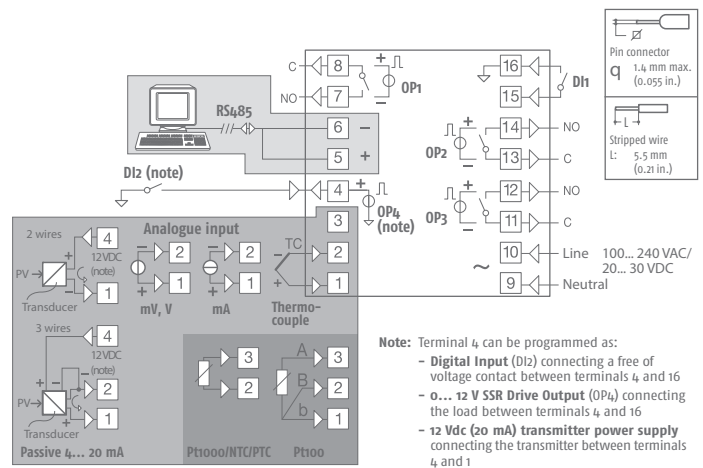 C
8
+
OP1
NO
7
–
RS485
6 –
5 +
DI2 (note)
4
+
OP4
(note)
3
TC
–
2
+
1
Thermo-
couple
16
DI1
15
14
NO
+
OP2
–
13
C
12
NO
+
OP3
–
11
C
10
Line
~
9
Neutral
100... 240 VAC/
20... 30 VDC
Pin connector
q 1.4 mm max.
(0.055 in.)
L
Stripped wire
L: 5.5 mm
(0.21 in.)
Analogue input
2 wires
4
12VDC
(note)
+
PV
–
1
Transducer
–
2
+
1
mV, V
–
2
+
1
mA
3 wires
4
12VDC
(note)
+
–
–
2
PV
+
1
Transducer
Passive 4... 20 mA
3
2
Pt1000/NTC/PTC
A
3
B
2
b
1
Pt100
Note: Terminal 4 can be programmed as:
– Digital Input (DI2) connecting a free of
voltage contact between terminals 4 and 16
– 0... 12 V SSR Drive Output (OP4) connecting
the load between terminals 4 and 16
– 12 Vdc (20 mA) transmitter power supply
connecting the transmitter between terminals
4 and 1